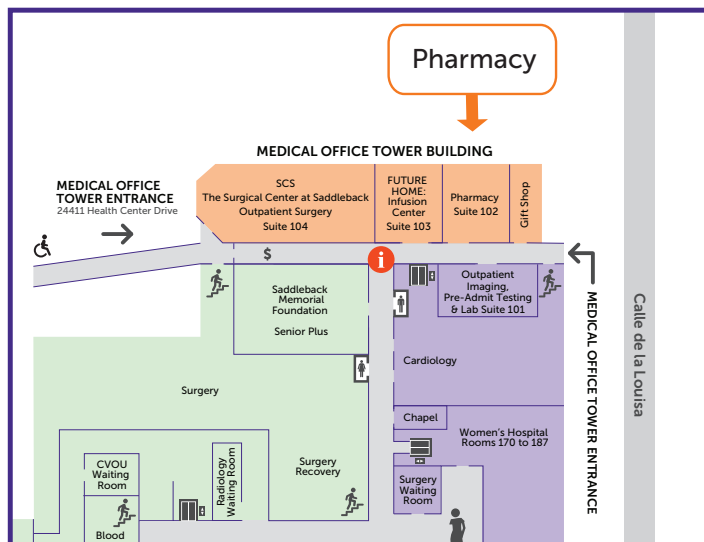 Pharmacy
MEDICAL OFFICE TOWER BUILDING
MEDICAL OFFICE
TOWER ENTRANCE
24411 Health Center Drive
SCS
The Surgical Center at Saddleback
Outpatient Surgery
Suite 104
FUTURE
HOME:
Infusion
Center
Suite 103
Pharmacy
Suite 102
Gift Shop
$
i
Saddleback
Memorial
Foundation
Senior Plus
Outpatient
Imaging,
Pre-Admit Testing
& Lab Suite 101
MEDICAL OFFICE TOWER ENTRANCE
Calle de la Louisa
Cardiology
Surgery
Chapel
Women's Hospital
Rooms 170 to 187
CVOU
Waiting
Room
Radiology
Waiting Room
Surgery
Recovery
Surgery
Waiting
Room
Blood